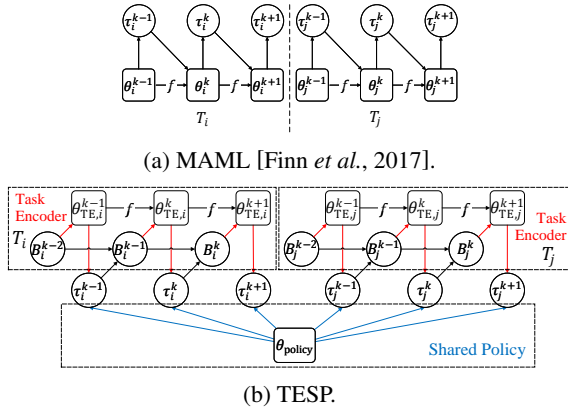 τ_i^{k-1} τ_i^k τ_i^{k+1} τ_j^{k-1} τ_j^k τ_j^{k+1}
θ_i^{k-1} f θ_i^k f θ_i^{k+1} θ_j^{k-1} f θ_j^k f θ_j^{k+1}
T_i T_j
(a) MAML [Finn et al., 2017].
Task
Encoder
T_i
θ_{TE,i}^{k-1} f θ_{TE,i}^k f θ_{TE,i}^{k+1}
B_i^{k-2} B_i^{k-1} B_i^k
θ_{TE,j}^{k-1} f θ_{TE,j}^k f θ_{TE,j}^{k+1}
B_j^{k-2} B_j^{k-1} B_j^k
Task
Encoder
T_j
τ_i^{k-1} τ_i^k τ_i^{k+1} τ_j^{k-1} τ_j^k τ_j^{k+1}
θ_policy
Shared Policy
(b) TESP.